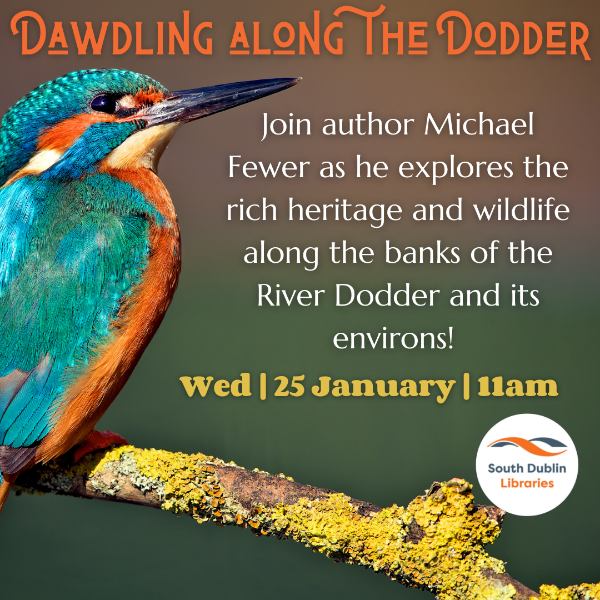 Dawdling along The Dodder
Join author Michael
Fewer as he explores the
rich heritage and wildlife
along the banks of the
River Dodder and its
environs!
Wed | 25 January | 11am
South Dublin
Libraries